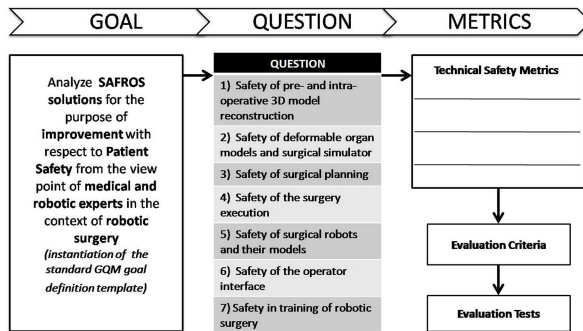 GOAL
QUESTION
METRICS
Analyze SAFROS
solutions for the
purpose of
improvement with
respect to Patient
Safety from the view
point of medical and
robotic experts in the
context of robotic
surgery
(instantiation of the
standard GQM goal
definition template)
QUESTION
1) Safety of pre- and intra-
operative 3D model
reconstruction
2) Safety of deformable organ
models and surgical simulator
3) Safety of surgical planning
4) Safety of the surgery
execution
5) Safety of surgical robots
and their models
6) Safety of the operator
interface
7) Safety in training of robotic
surgery
Technical Safety Metrics
Evaluation Criteria
Evaluation Tests